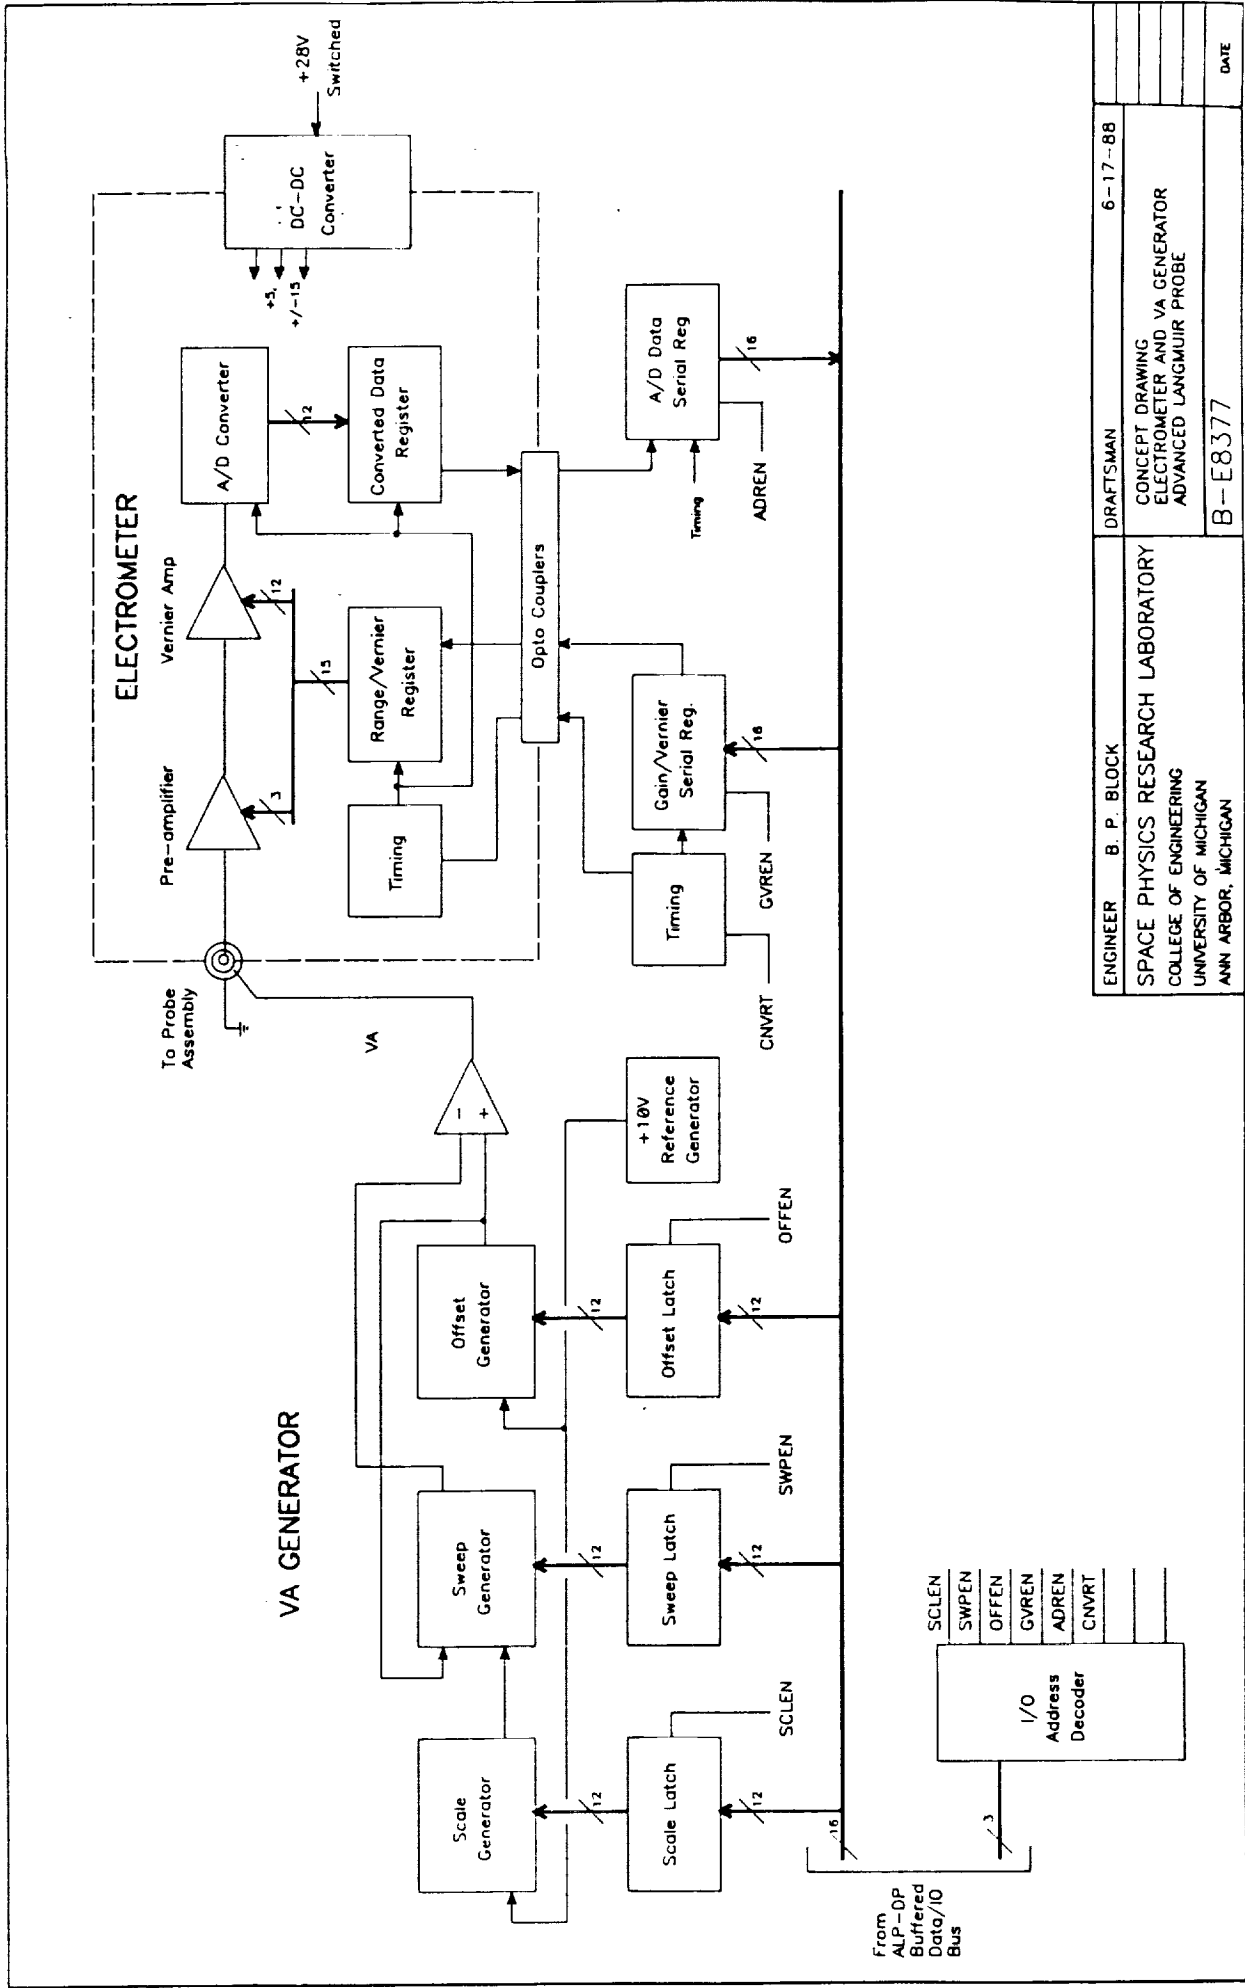 ELECTROMETER
Pre-amplifier
Vernier Amp
A/D Converter
12
Converted Data
Register
+5,
+/-15
DC-DC
Converter
+28V
Switched
To Probe
Assembly
3
12
15
Timing
Range/Vernier
Register
Opto Couplers
VA
VA GENERATOR
-
+
Scale
Generator
Sweep
Generator
Offset
Generator
+10V
Reference
Generator
12
12
12
Scale Latch
Sweep Latch
Offset Latch
SCLEN
SWPEN
OFFEN
12
12
12
Timing
CNVRT
Gain/Vernier
Serial Reg.
GVREN
16
Timing
A/D Data
Serial Reg
ADREN
16
From
ALP-DP
Buffered
Data/IO
Bus
16
3
I/O
Address
Decoder
SCLEN
SWPEN
OFFEN
GVREN
ADREN
CNVRT
ENGINEER B. P. BLOCK
DRAFTSMAN 6-17-88
SPACE PHYSICS RESEARCH LABORATORY
COLLEGE OF ENGINEERING
UNIVERSITY OF MICHIGAN
ANN ARBOR, MICHIGAN
CONCEPT DRAWING
ELECTROMETER AND VA GENERATOR
ADVANCED LANGMUIR PROBE
B-E8377
DATE